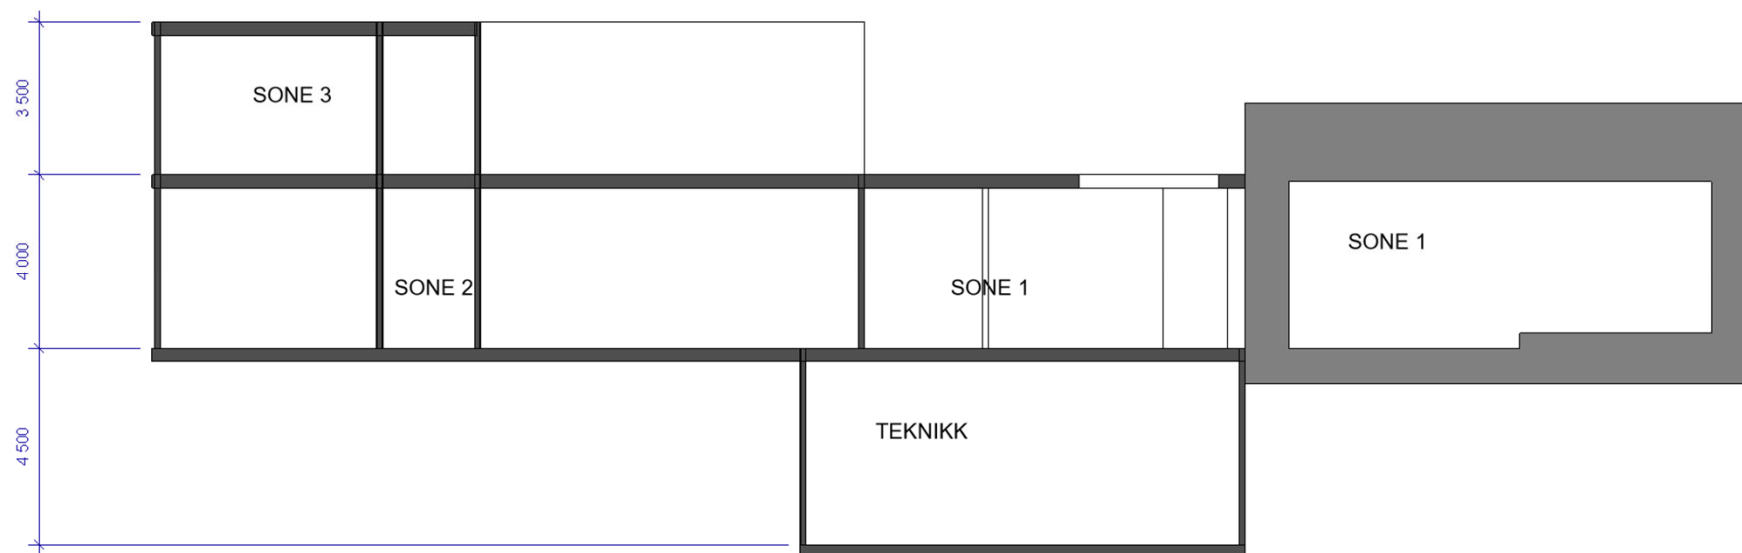 3 500
SONE 3
4 000
SONE 1
SONE 2
SONE 1
4 500
TEKNIKK